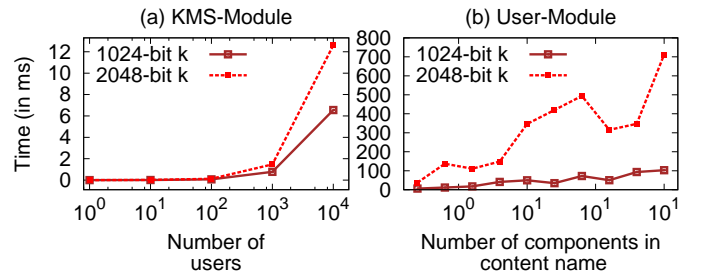 (a) KMS-Module
Time (in ms)
12
10
8
6
4
2
0
1024-bit k
2048-bit k
10^0 10^1 10^2 10^3 10^4
Number of
users
(b) User-Module
800
700
600
500
400
300
200
100
0
1024-bit k
2048-bit k
10^0 10^1 10^1 10^1
Number of components in
content name